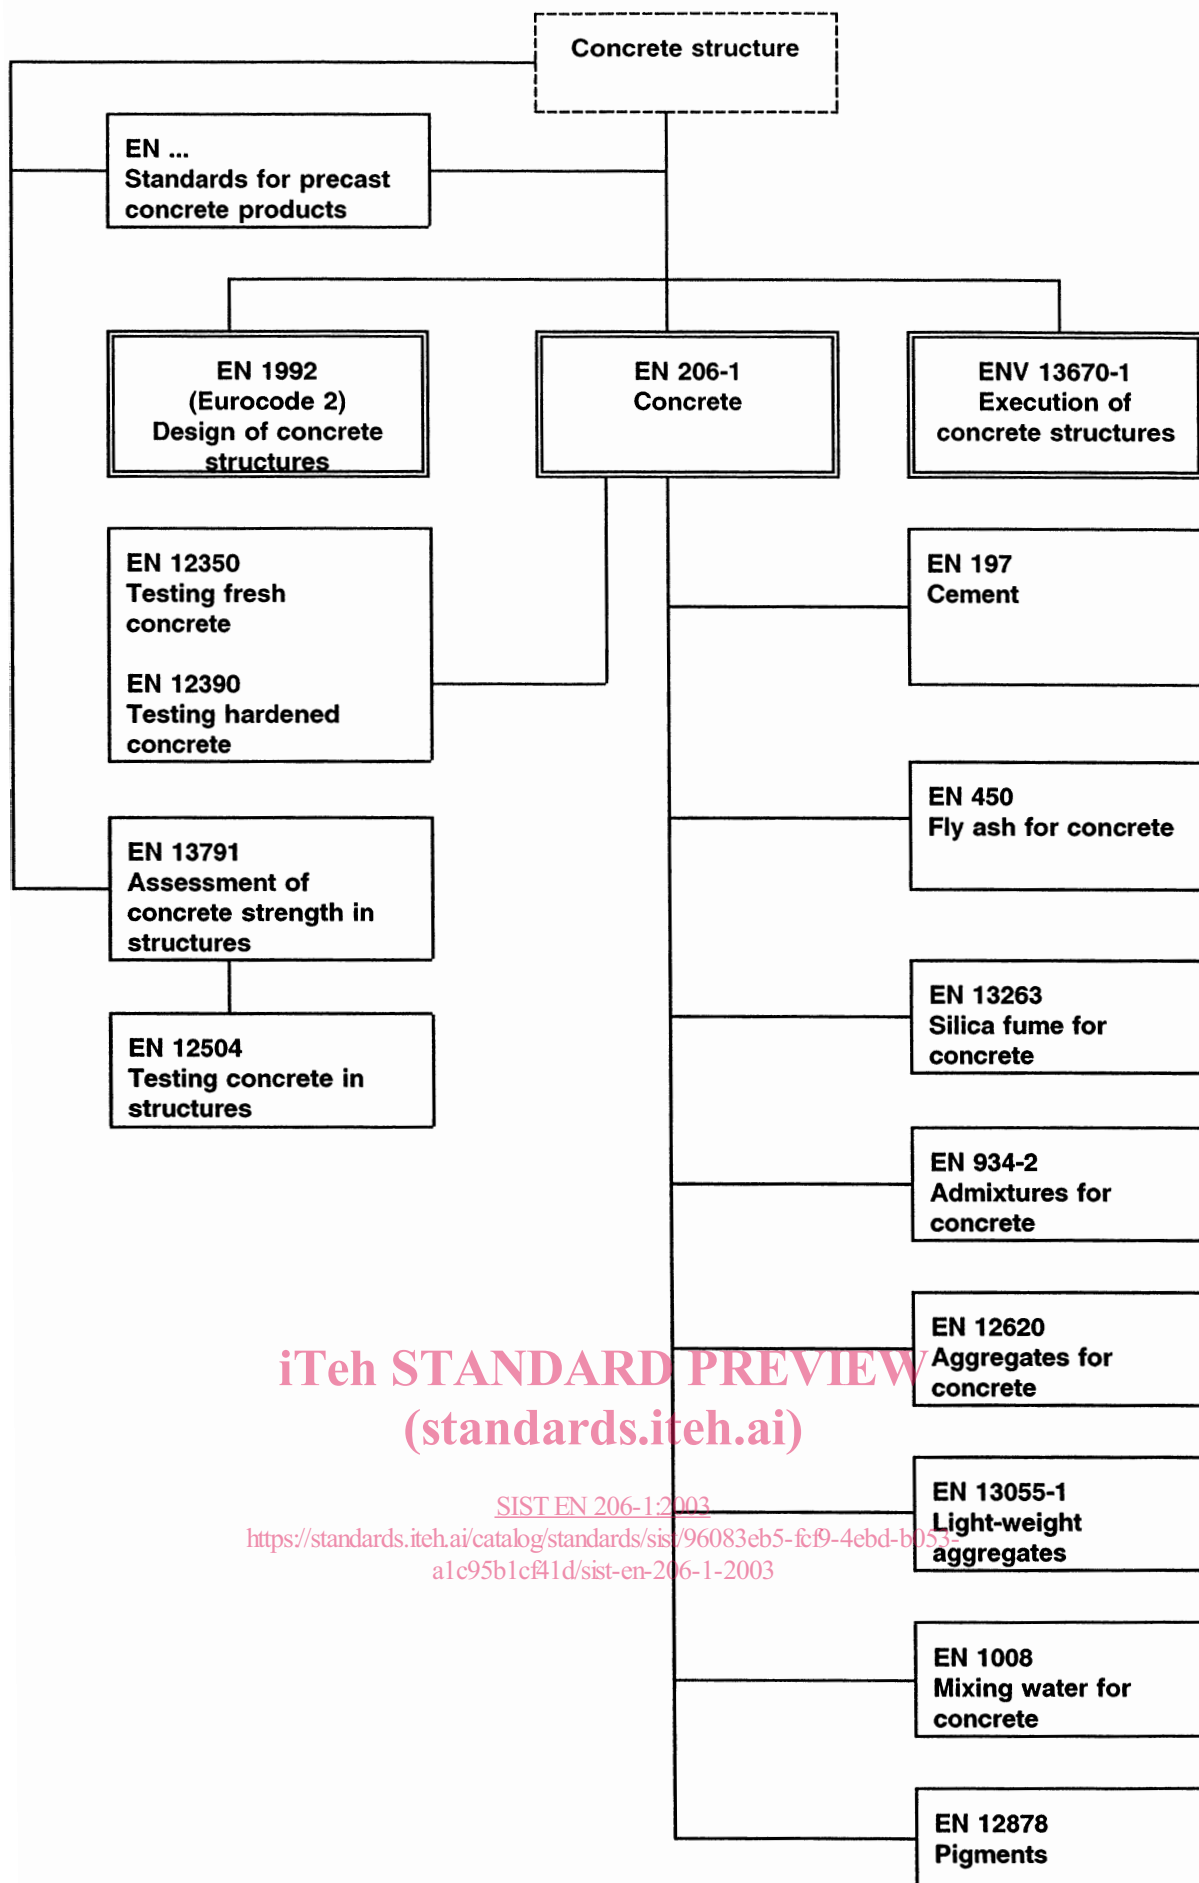 Concrete structure
EN ...
Standards for precast
concrete products
EN 1992
(Eurocode 2)
Design of concrete
structures
EN 206-1
Concrete
ENV 13670-1
Execution of
concrete structures
EN 12350
Testing fresh
concrete
EN 12390
Testing hardened
concrete
EN 197
Cement
EN 450
Fly ash for concrete
EN 13791
Assessment of
concrete strength in
structures
EN 13263
Silica fume for
concrete
EN 12504
Testing concrete in
structures
EN 934-2
Admixtures for
concrete
EN 12620
Aggregates for
concrete
iTeh STANDARD PREVIEW
(standards.iteh.ai)
EN 13055-1
Light-weight
aggregates
SIST EN 206-1:2003
https://standards.iteh.ai/catalog/standards/sist/96083eb5-fcf9-4ebd-b053-
a1c95b1cf41d/sist-en-206-1-2003
EN 1008
Mixing water for
concrete
EN 12878
Pigments